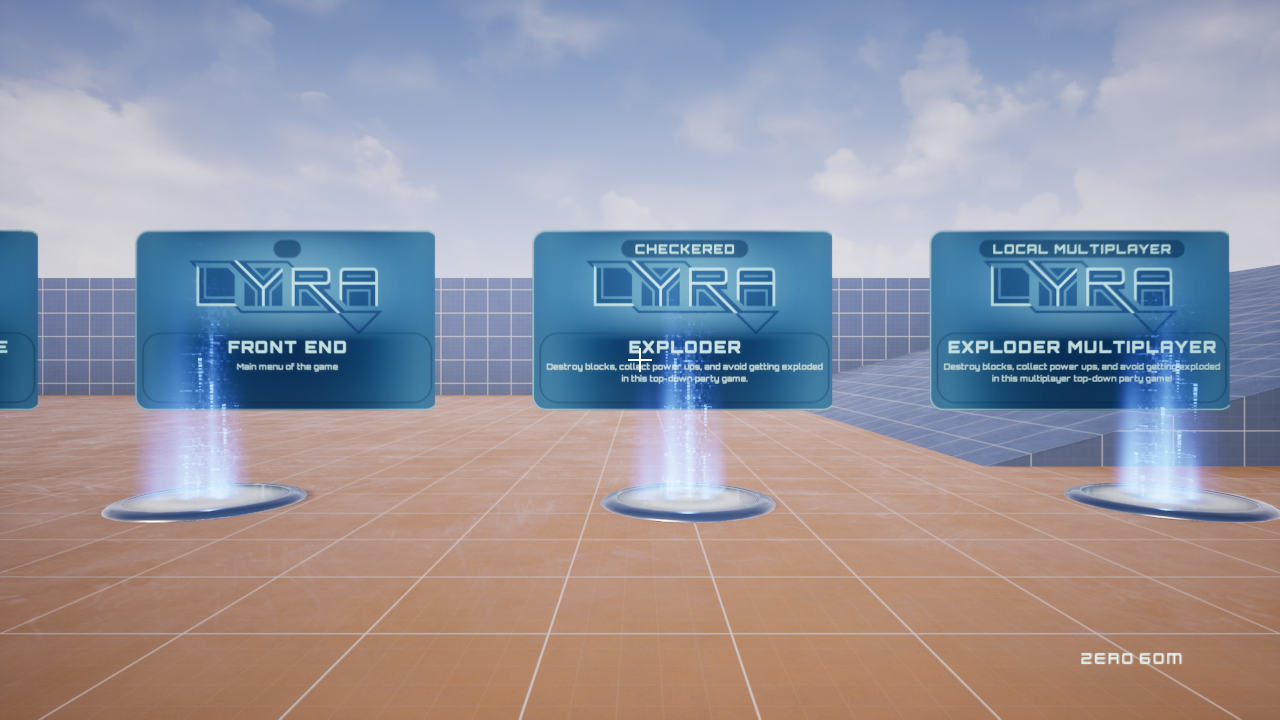 E
LYRA
FRONT END
Main menu of the game
CHECKERED
LYRA
EXPLODER
Destroy blocks, collect power ups, and avoid getting exploded
in this top-down party game.
LOCAL MULTIPLAYER
LYRA
EXPLODER MULTIPLAYER
Destroy blocks, collect power ups, and avoid getting exploded
in this multiplayer top-down party game!
ZERO 60M